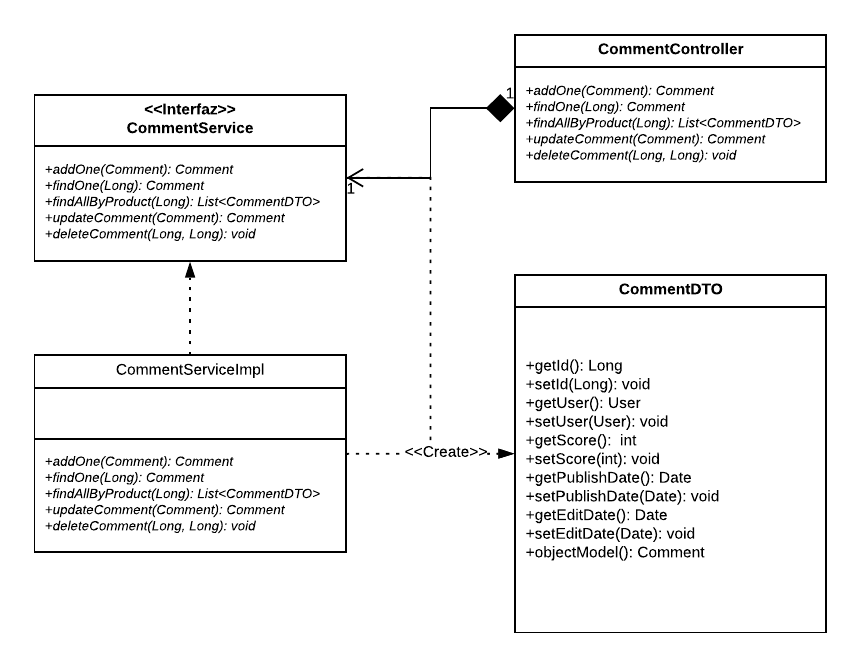 CommentController
1
+addOne(Comment): Comment
+findOne(Long): Comment
+findAllByProduct(Long): List<CommentDTO>
+updateComment(Comment): Comment
+deleteComment(Long, Long): void
<<Interfaz>>
CommentService
+addOne(Comment): Comment
+findOne(Long): Comment
+findAllByProduct(Long): List<CommentDTO>
+updateComment(Comment): Comment
+deleteComment(Long, Long): void
1
CommentServiceImpl
+addOne(Comment): Comment
+findOne(Long): Comment
+findAllByProduct(Long): List<CommentDTO>
+updateComment(Comment): Comment
+deleteComment(Long, Long): void
<<Create>>
CommentDTO
+getId(): Long
+setId(Long): void
+getUser(): User
+setUser(User): void
+getScore():  int
+setScore(int): void
+getPublishDate(): Date
+setPublishDate(Date): void
+getEditDate(): Date
+setEditDate(Date): void
+objectModel(): Comment